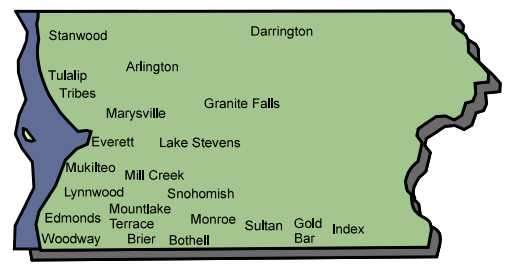 Darrington
Stanwood
Arlington
Tulalip
Tribes
Granite Falls
Marysville
Everett
Lake Stevens
Mukilteo
Mill Creek
Lynnwood
Snohomish
Edmonds
Mountlake
Terrace
Monroe
Sultan
Gold
Bar
Index
Woodway
Brier
Bothell